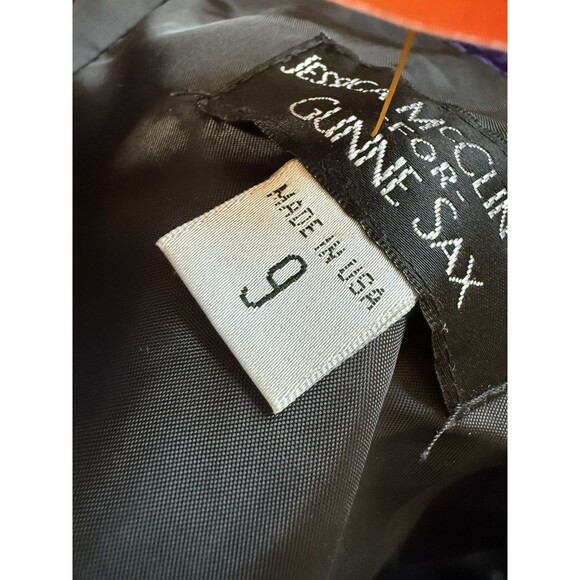 JESSICA McCLIN
FOR
GUNNE SAX
MADE IN USA
9